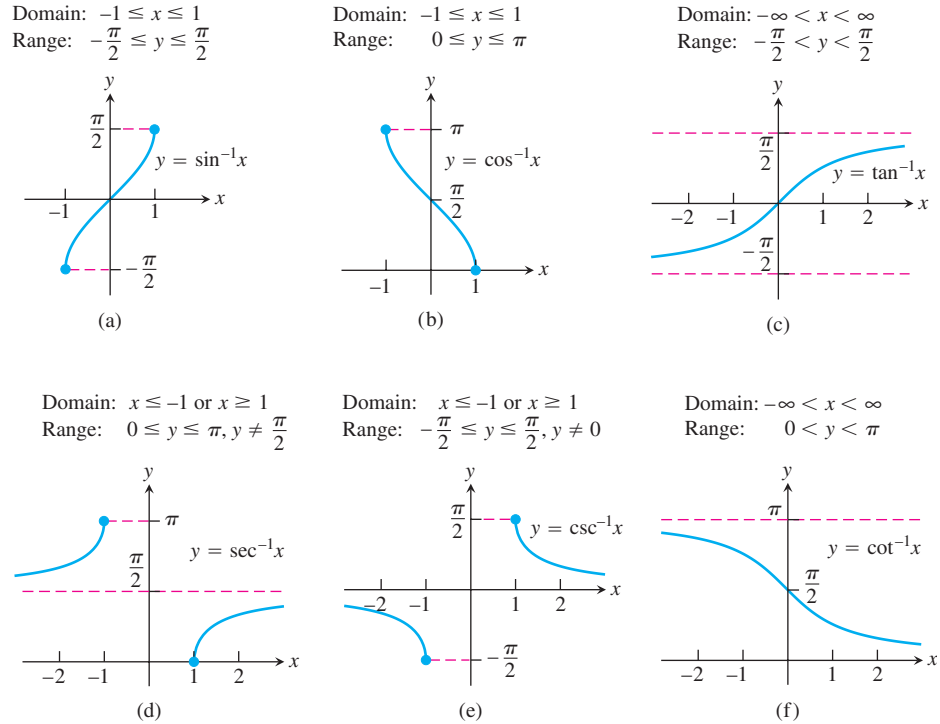 Domain: –1 ≤ x ≤ 1
Range: –π/2 ≤ y ≤ π/2
y
π/2
y = sin⁻¹x
x
–1
1
–π/2
(a)
Domain: –1 ≤ x ≤ 1
Range: 0 ≤ y ≤ π
y
π
y = cos⁻¹x
π/2
x
–1
1
(b)
Domain: –∞ < x < ∞
Range: –π/2 < y < π/2
y
π/2
y = tan⁻¹x
x
–2
–1
1
2
–π/2
(c)
Domain: x ≤ –1 or x ≥ 1
Range: 0 ≤ y ≤ π, y ≠ π/2
y
π
y = sec⁻¹x
π/2
x
–2
–1
1
2
(d)
Domain: x ≤ –1 or x ≥ 1
Range: –π/2 ≤ y ≤ π/2, y ≠ 0
y
π/2
y = csc⁻¹x
x
–2
–1
1
2
–π/2
(e)
Domain: –∞ < x < ∞
Range: 0 < y < π
y
π
y = cot⁻¹x
π/2
x
–2
–1
1
2
(f)